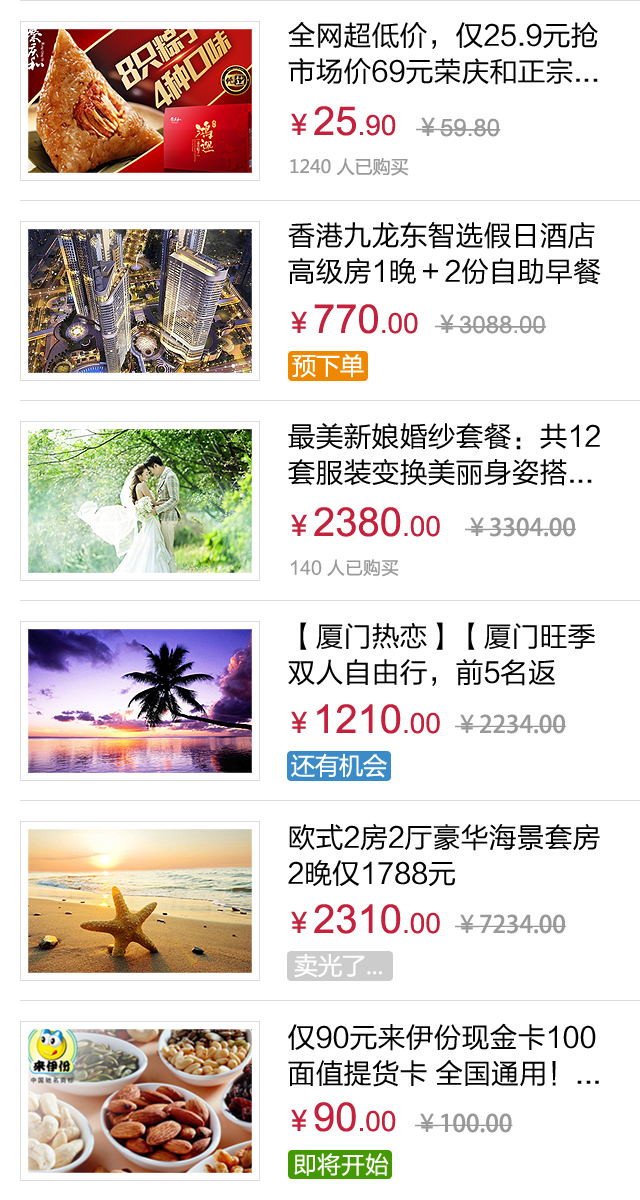 荣庆和
8只粽子
4种口味
全网超低价，仅25.9元抢
市场价69元荣庆和正宗...
￥25.90 ￥59.80
1240 人已购买
香港九龙东智选假日酒店
高级房1晚＋2份自助早餐
￥770.00 ￥3088.00
预下单
最美新娘婚纱套餐：共12
套服装变换美丽身姿搭...
￥2380.00 ￥3304.00
140 人已购买
【厦门热恋】【厦门旺季
双人自由行，前5名返
￥1210.00 ￥2234.00
还有机会
欧式2房2厅豪华海景套房
2晚仅1788元
￥2310.00 ￥7234.00
卖光了...
来伊份
中国驰名商标
仅90元来伊份现金卡100
面值提货卡 全国通用！...
￥90.00 ￥100.00
即将开始